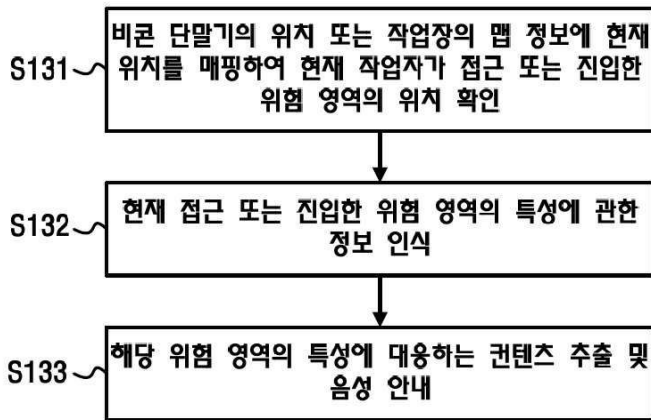 비콘 단말기의 위치 또는 작업장의 맵 정보에 현재
S131 위치를 매핑하여 현재 작업자가 접근 또는 진입한
위험 영역의 위치 확인
S132 현재 접근 또는 진입한 위험 영역의 특성에 관한
정보 인식
S133 해당 위험 영역의 특성에 대응하는 컨텐츠 추출 및
음성 안내